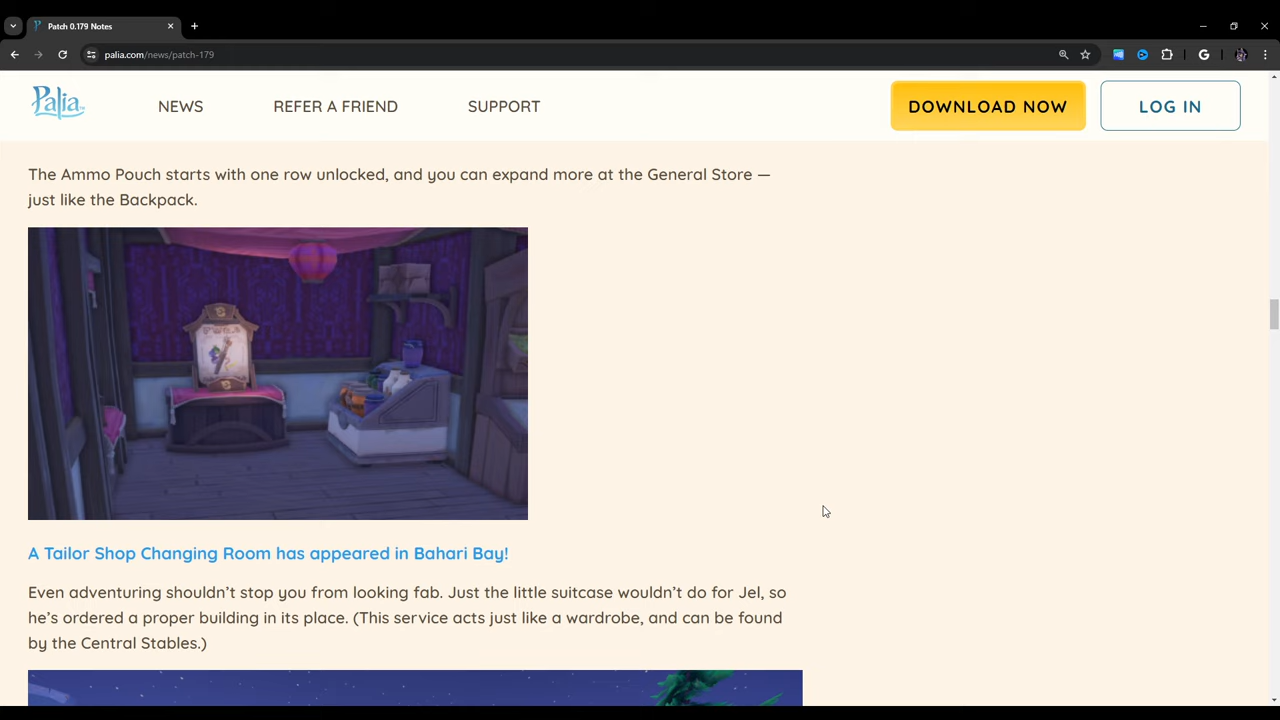 Patch 0.179 Notes
palia.com/news/patch-179
Palia
NEWS
REFER A FRIEND
SUPPORT
DOWNLOAD NOW
LOG IN
The Ammo Pouch starts with one row unlocked, and you can expand more at the General Store —
just like the Backpack.
A Tailor Shop Changing Room has appeared in Bahari Bay!
Even adventuring shouldn’t stop you from looking fab. Just the little suitcase wouldn’t do for Jel, so
he’s ordered a proper building in its place. (This service acts just like a wardrobe, and can be found
by the Central Stables.)